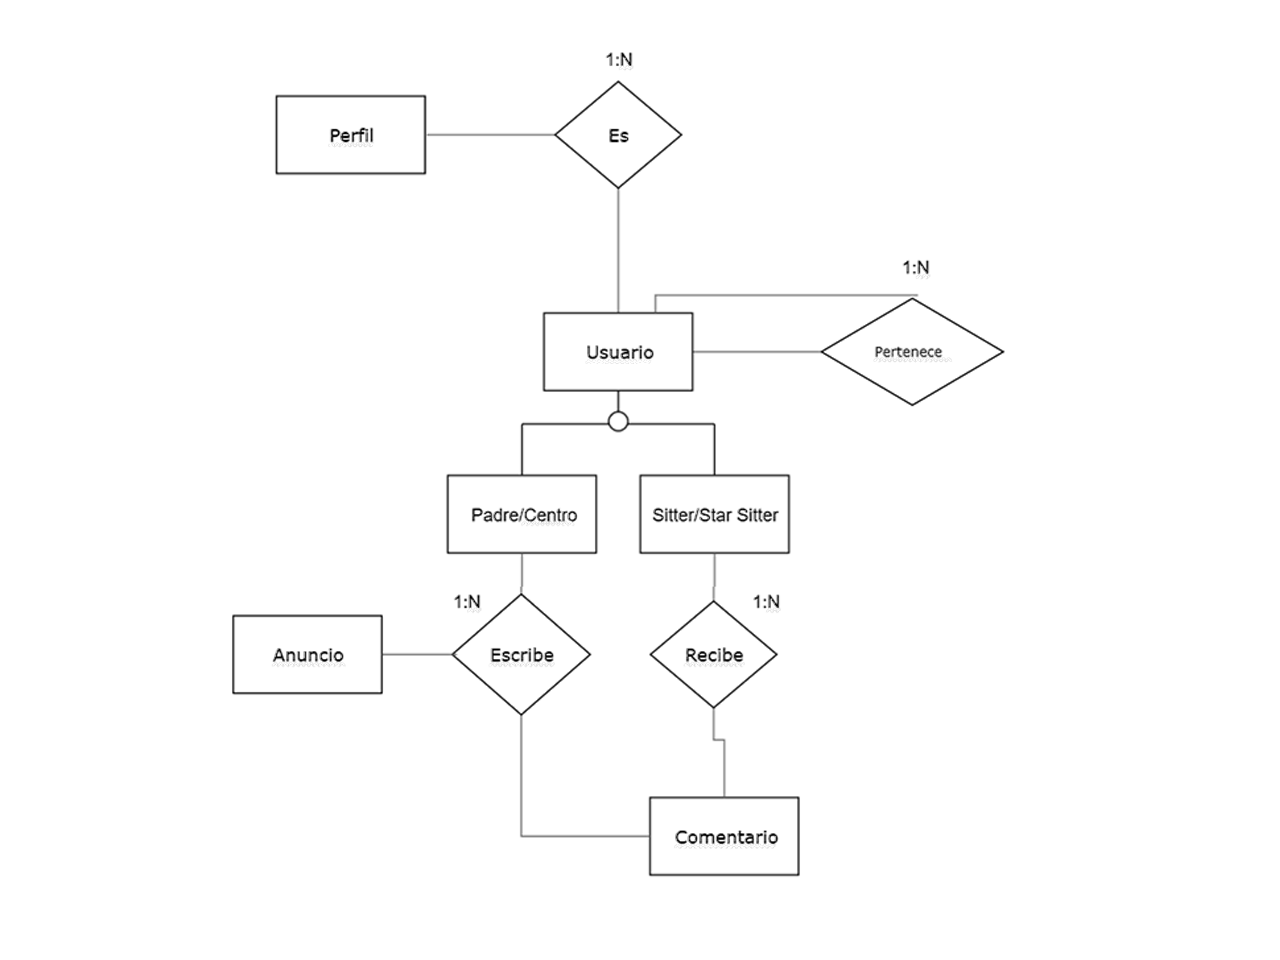 1:N
Perfil
Es
1:N
Usuario
Pertenece
Padre/Centro
Sitter/Star Sitter
1:N
1:N
Anuncio
Escribe
Recibe
Comentario